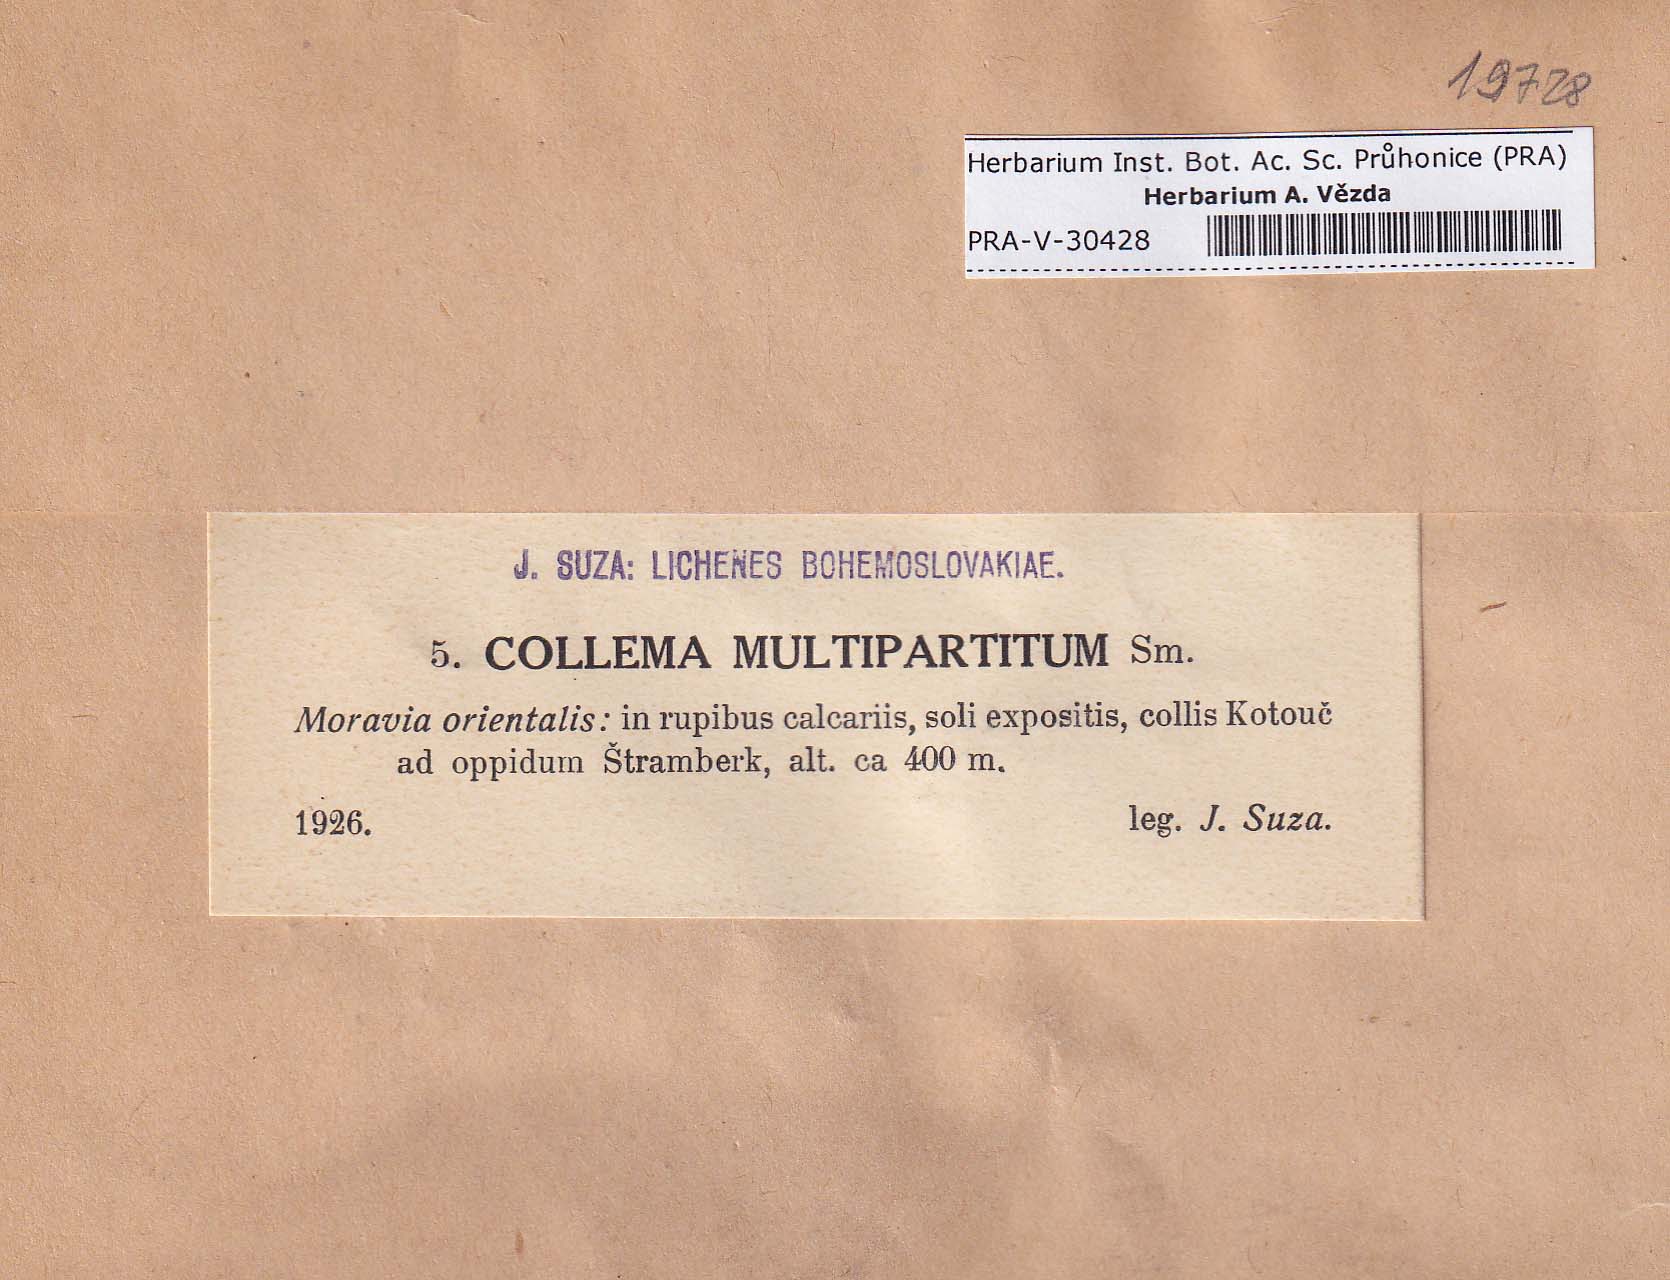 19728
Herbarium Inst. Bot. Ac. Sc. Průhonice (PRA)
Herbarium A. Vězda
PRA-V-30428
J. SUZA: LICHENES BOHEMOSLOVAKIAE.
5. COLLEMA MULTIPARTITUM Sm.
Moravia orientalis: in rupibus calcariis, soli expositis, collis Kotouč
ad oppidum Štramberk, alt. ca 400 m.
1926. leg. J. Suza.